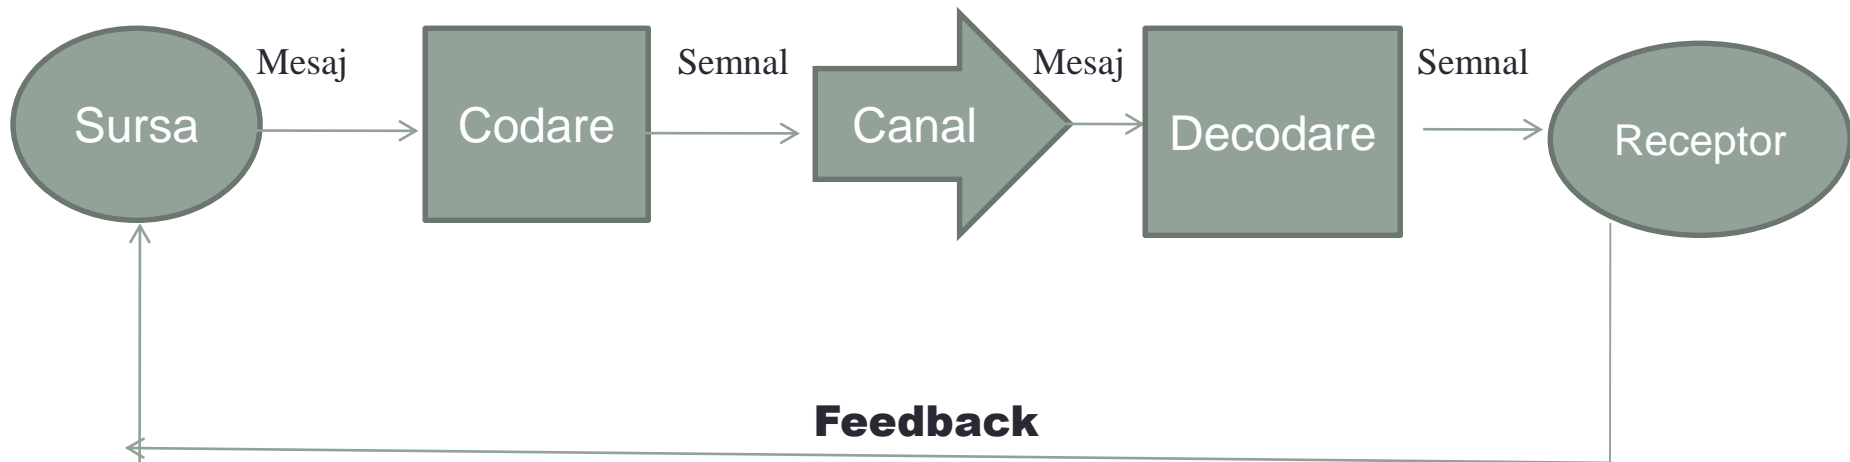 Sursa
Mesaj
Codare
Semnal
Canal
Mesaj
Decodare
Semnal
Receptor
Feedback